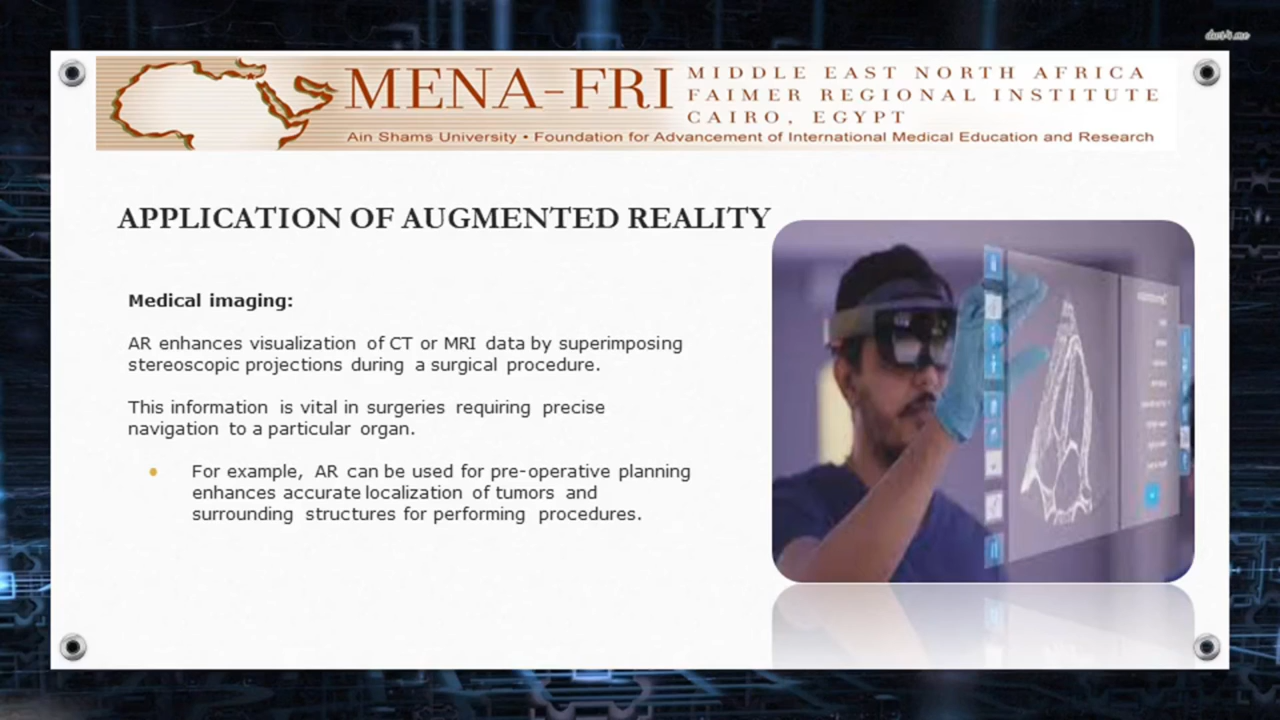 MENA-FRI
MIDDLE EAST NORTH AFRICA
FAIMER REGIONAL INSTITUTE
CAIRO, EGYPT
Ain Shams University • Foundation for Advancement of International Medical Education and Research
APPLICATION OF AUGMENTED REALITY
Medical imaging:
AR enhances visualization of CT or MRI data by superimposing
stereoscopic projections during a surgical procedure.
This information is vital in surgeries requiring precise
navigation to a particular organ.
For example, AR can be used for pre-operative planning
enhances accurate localization of tumors and
surrounding structures for performing procedures.